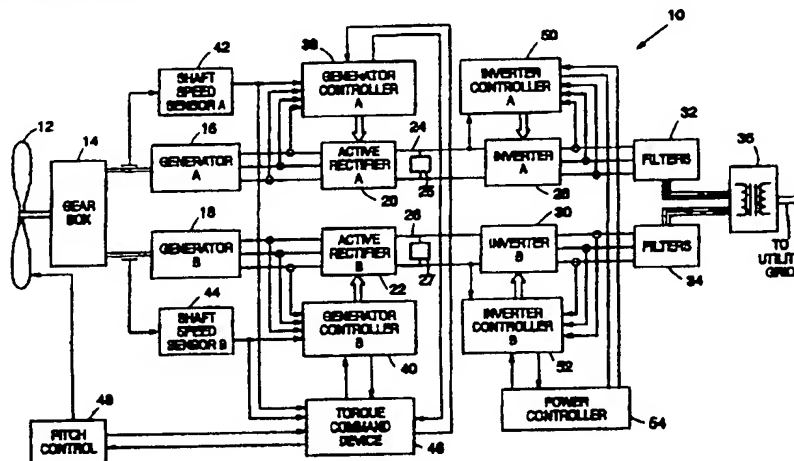 10
42
SHAFT
SPEED
SENSOR A
38
GENERATOR
CONTROLLER
A
50
INVERTER
CONTROLLER
A
12
14
GEAR
BOX
16
GENERATOR
A
ACTIVE
RECTIFIER
A
20
24
25
INVERTER
A
28
32
FILTERS
36
TO
UTILITY
GRID
18
GENERATOR
B
ACTIVE
RECTIFIER
B
22
26
27
30
INVERTER
B
FILTERS
34
44
SHAFT
SPEED
SENSOR B
GENERATOR
CONTROLLER
B
40
INVERTER
CONTROLLER
B
52
48
PITCH
CONTROL
TORQUE
COMMAND
DEVICE
46
POWER
CONTROLLER
54